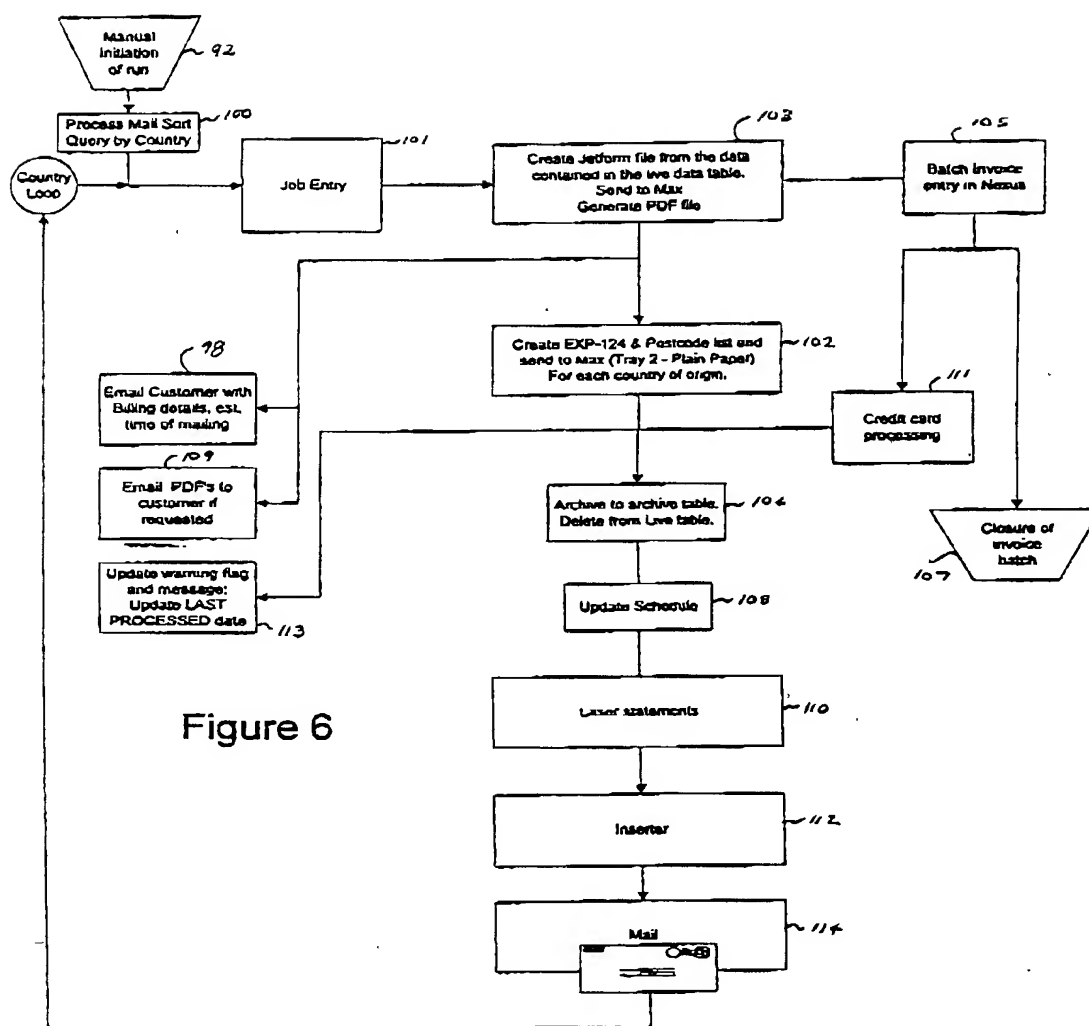 Manual
Initiation
of run
92
Process Mail Sort
Query by Country
100
Country
Loop
Job Entry
101
Create Jetform file from the data
contained in the live data table.
Send to Max
Generate PDF file
103
Batch Invoice
entry in Nexus
105
Create EXP-124 & Postcode list and
send to Max (Tray 2 - Plain Paper)
For each country of origin.
102
98
Email Customer with
Billing details, est.
time of mailing
Credit card
processing
111
109
Email PDF's to
customer if
requested
Archive to archive table.
Delete from Live table.
104
Closure of
invoice
batch
107
Update warning flag
and message;
Update LAST
PROCESSED date
113
Update Schedule
108
Laser statements
110
Figure 6
Inserter
112
Mail
114